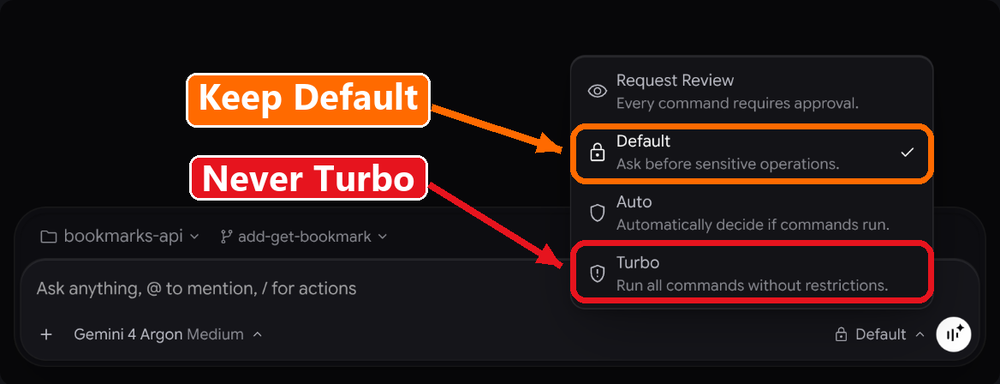 Keep Default
Never Turbo
Request Review
Every command requires approval.
Default
Ask before sensitive operations.
Auto
Automatically decide if commands run.
Turbo
Run all commands without restrictions.
bookmarks-api
add-get-bookmark
Ask anything, @ to mention, / for actions
Gemini 4 Argon Medium
Default